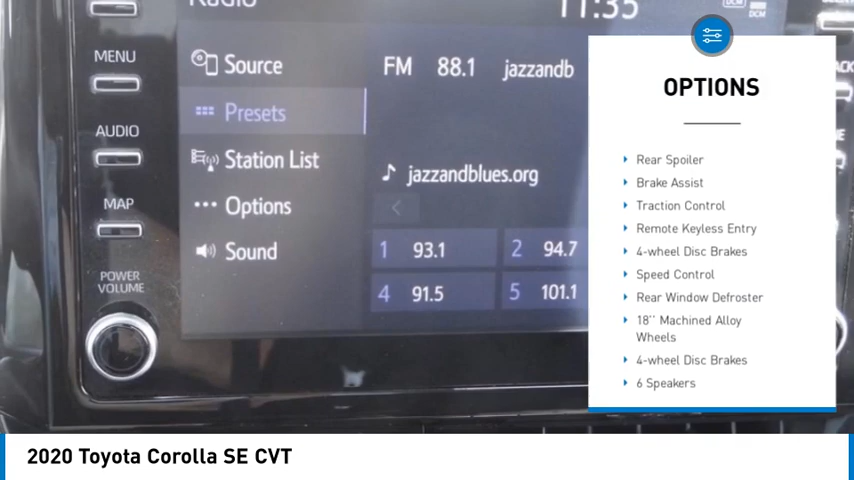 Radio
11:35
DCM
DCM
MENU
AUDIO
MAP
POWER
VOLUME
Source
Presets
Station List
Options
Sound
FM 88.1 jazzandb
jazzandblues.org
1 93.1
2 94.7
4 91.5
5 101.1
OPTIONS
Rear Spoiler
Brake Assist
Traction Control
Remote Keyless Entry
4-wheel Disc Brakes
Speed Control
Rear Window Defroster
18'' Machined Alloy
Wheels
4-wheel Disc Brakes
6 Speakers
2020 Toyota Corolla SE CVT